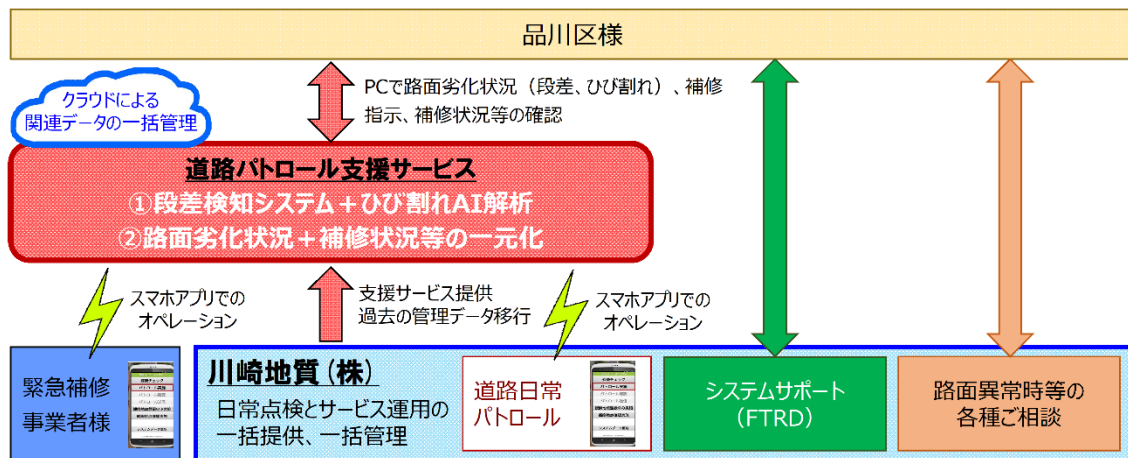 品川区様
クラウドによる
関連データの一括管理
PCで路面劣化状況（段差、ひび割れ）、補修
指示、補修状況等の確認
道路パトロール支援サービス
①段差検知システム＋ひび割れAI解析
②路面劣化状況＋補修状況等の一元化
スマホアプリでの
オペレーション
支援サービス提供
過去の管理データ移行
スマホアプリでの
オペレーション
緊急補修
事業者様
川崎地質(株)
日常点検とサービス運用の
一括提供、一括管理
道路日常
パトロール
システムサポート
（FTRD）
路面異常時等の
各種ご相談